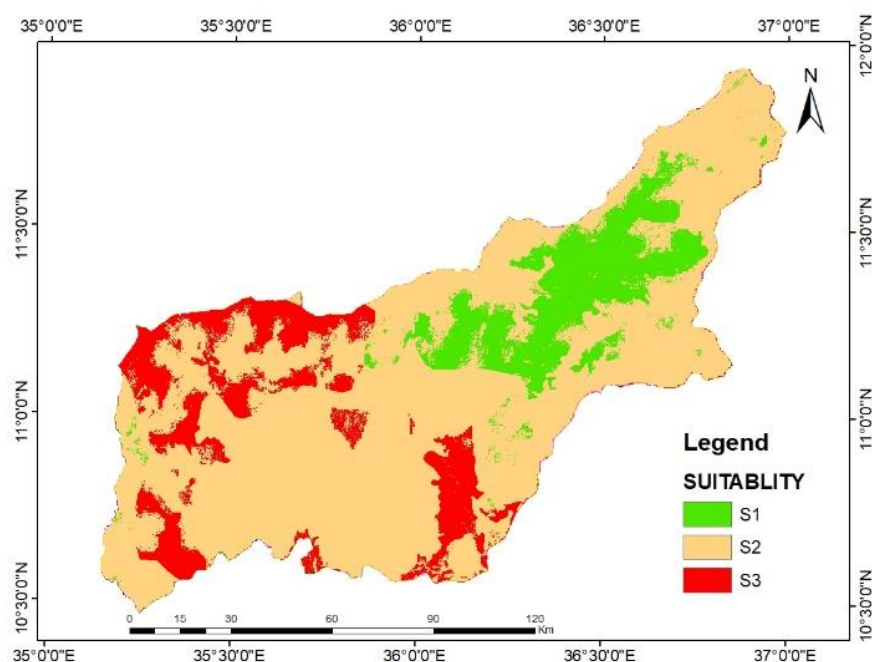 35°0'0"E 35°30'0"E 36°0'0"E 36°30'0"E 37°0'0"E
12°0'0"N
N
11°30'0"N 11°30'0"N
11°0'0"N 11°0'0"N
Legend
SUITABLITY
S1
S2
S3
10°30'0"N 10°30'0"N
0 15 30 60 90 120
Km
35°0'0"E 35°30'0"E 36°0'0"E 36°30'0"E 37°0'0"E